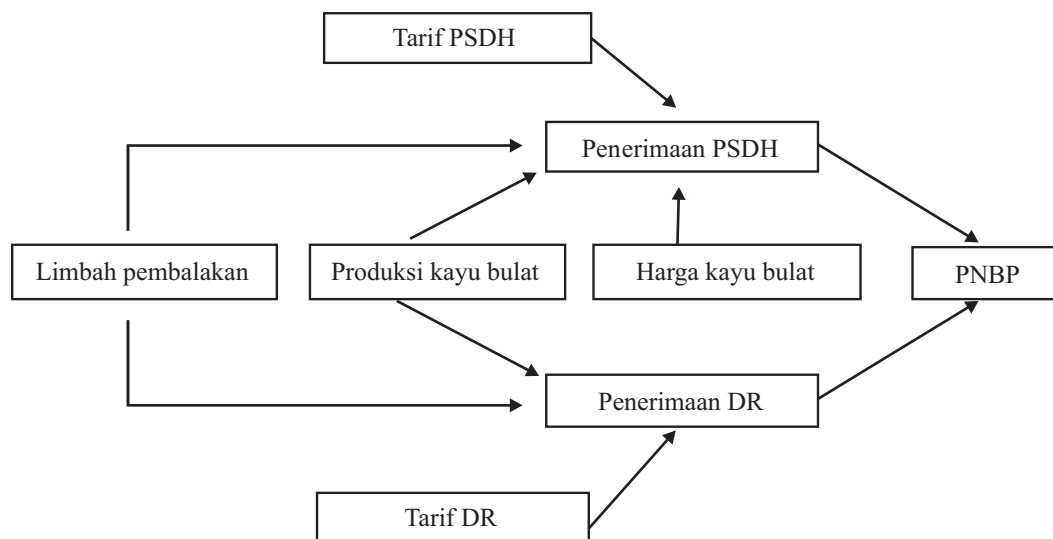 Tarif PSDH
Penerimaan PSDH
Limbah pembalakan
Produksi kayu bulat
Harga kayu bulat
PNBP
Penerimaan DR
Tarif DR